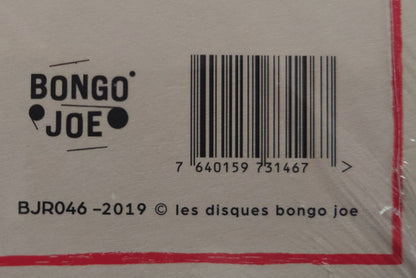 BONGO
JOE
7 640159 731467 >
BJR046 -2019 © les disques bongo joe